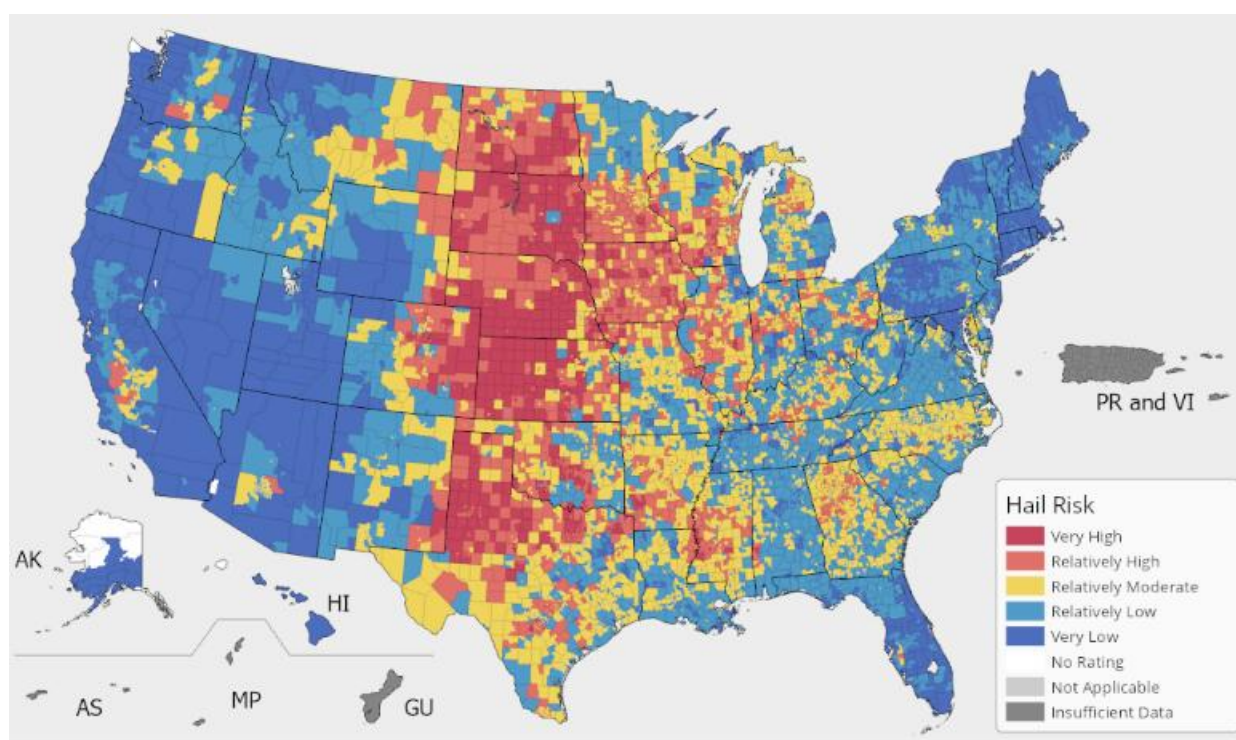 PR and VI
AK
HI
AS
MP
GU
Hail Risk
Very High
Relatively High
Relatively Moderate
Relatively Low
Very Low
No Rating
Not Applicable
Insufficient Data